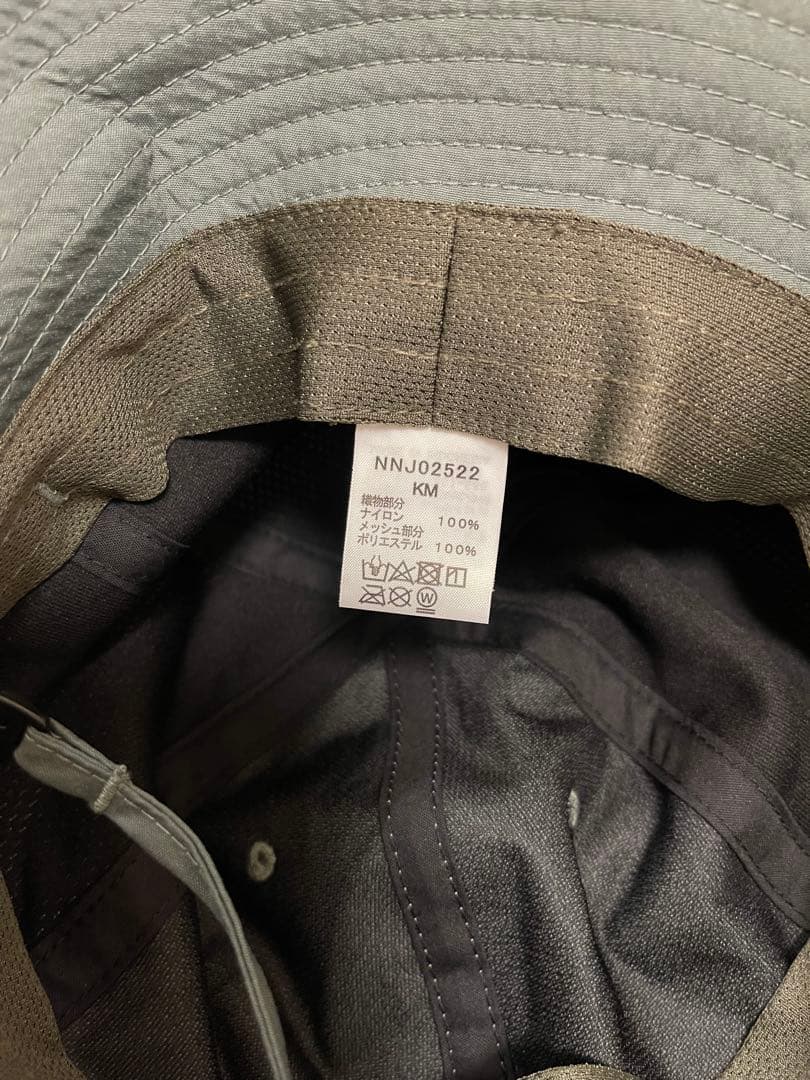 NNJ02522
KM
織物部分
ナイロン 100%
メッシュ部分
ポリエステル 100%
W